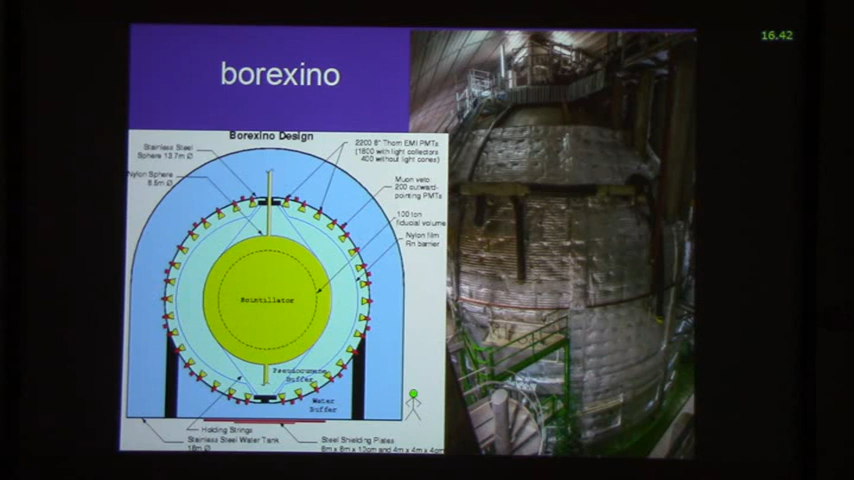 16.42
borexino
Borexino Design
Stainless Steel
Sphere 13.7m Ø
2200 8" Thorn EMI PMTs
(1800 with light collectors
400 without light cones)
Nylon Sphere
8.5m Ø
Muon veto
200 outward-
pointing PMTs
100 ton
fiducial volume
Nylon film
Rn barrier
Scintillator
Pseudocumene
Buffer
Water
Buffer
Holding Strings
Stainless Steel Water Tank
18m Ø
Steel Shielding Plates
8m x 8m x 10cm and 4m x 4m x 4cm